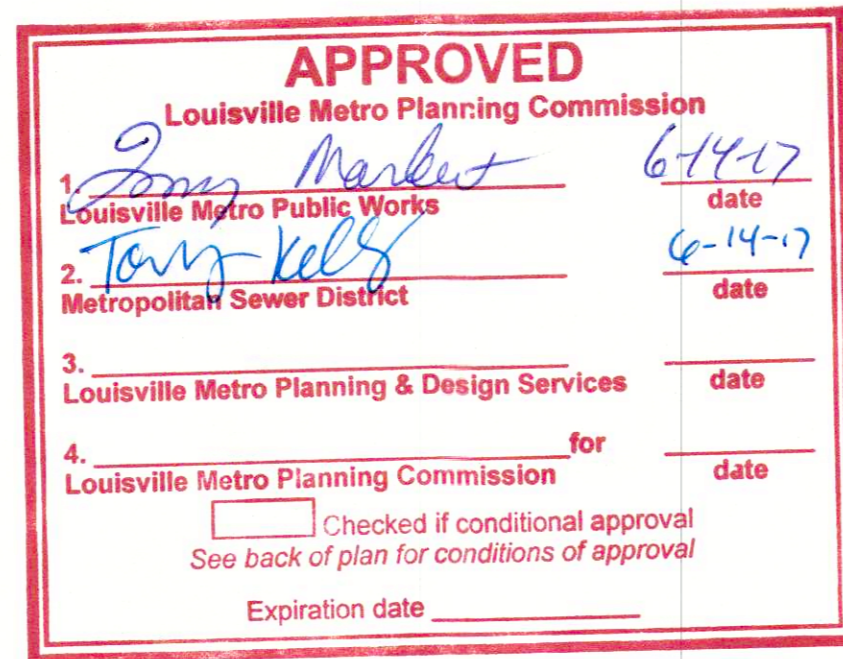 APPROVED
Louisville Metro Planning Commission
1. Tony Markert 6-14-17
Louisville Metro Public Works date
2. Tony Kelly 6-14-17
Metropolitan Sewer District date
3.
Louisville Metro Planning & Design Services date
4. for
Louisville Metro Planning Commission date
Checked if conditional approval
See back of plan for conditions of approval
Expiration date